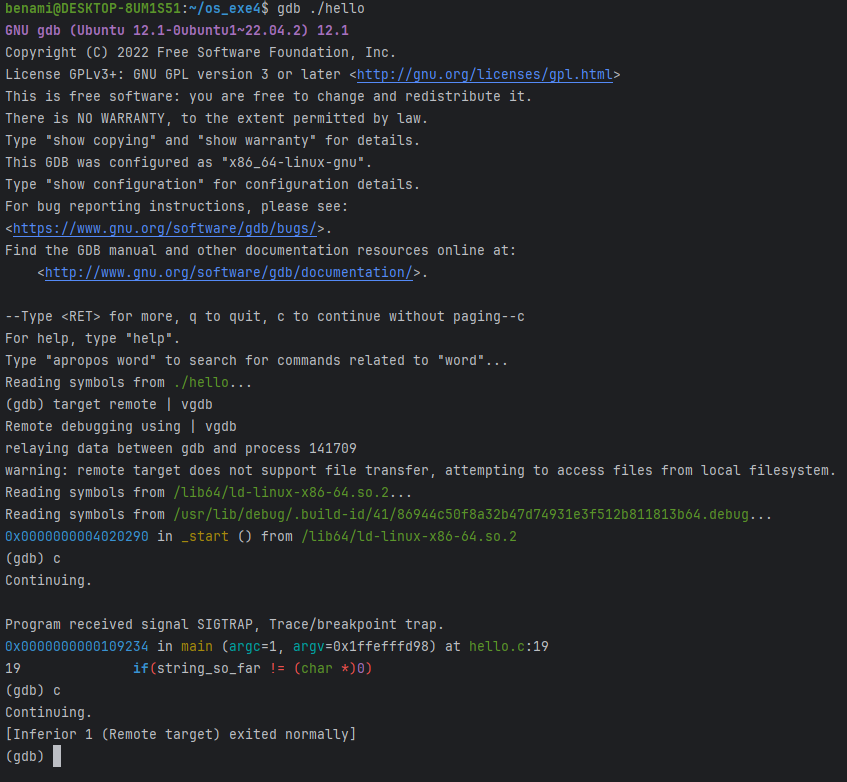 benami@DESKTOP-8UM1S51:~/os_exe4$ gdb ./hello
GNU gdb (Ubuntu 12.1-0ubuntu1~22.04.2) 12.1
Copyright (C) 2022 Free Software Foundation, Inc.
License GPLv3+: GNU GPL version 3 or later <http://gnu.org/licenses/gpl.html>
This is free software: you are free to change and redistribute it.
There is NO WARRANTY, to the extent permitted by law.
Type "show copying" and "show warranty" for details.
This GDB was configured as "x86_64-linux-gnu".
Type "show configuration" for configuration details.
For bug reporting instructions, please see:
<https://www.gnu.org/software/gdb/bugs/>.
Find the GDB manual and other documentation resources online at:
    <http://www.gnu.org/software/gdb/documentation/>.

--Type <RET> for more, q to quit, c to continue without paging--c
For help, type "help".
Type "apropos word" to search for commands related to "word"...
Reading symbols from ./hello...
(gdb) target remote | vgdb
Remote debugging using | vgdb
relaying data between gdb and process 141709
warning: remote target does not support file transfer, attempting to access files from local filesystem.
Reading symbols from /lib64/ld-linux-x86-64.so.2...
Reading symbols from /usr/lib/debug/.build-id/41/86944c50f8a32b47d74931e3f512b811813b64.debug...
0x0000000004020290 in _start () from /lib64/ld-linux-x86-64.so.2
(gdb) c
Continuing.

Program received signal SIGTRAP, Trace/breakpoint trap.
0x0000000000109234 in main (argc=1, argv=0x1ffefffd98) at hello.c:19
19              if(string_so_far != (char *)0)
(gdb) c
Continuing.
[Inferior 1 (Remote target) exited normally]
(gdb)